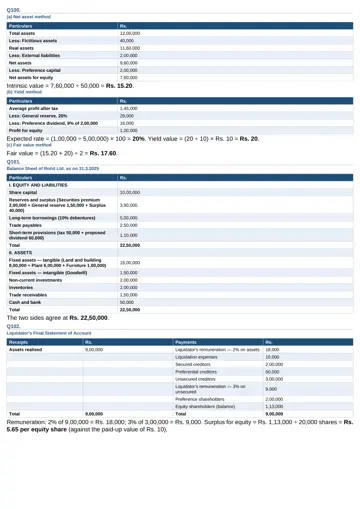 Q100.
(a) Net asset method
Particulars Rs.
Total assets 12,00,000
Less: Fictitious assets 40,000
Real assets 11,60,000
Less: External liabilities 2,00,000
Net assets 9,60,000
Less: Preference capital 2,00,000
Net assets for equity 7,60,000
Intrinsic value = 7,60,000 ÷ 50,000 = Rs. 15.20.
(b) Yield method
Particulars Rs.
Average profit after tax 1,45,000
Less: General reserve, 20% 29,000
Less: Preference dividend, 8% of 2,00,000 16,000
Profit for equity 1,00,000
Expected rate = (1,00,000 ÷ 5,00,000) × 100 = 20%. Yield value = (20 ÷ 10) × Rs. 10 = Rs. 20.
(c) Fair value method
Fair value = (15.20 + 20) ÷ 2 = Rs. 17.60.
Q101.
Balance Sheet of Rohit Ltd. as on 31.3.2025
Particulars Rs.
I. EQUITY AND LIABILITIES
Share capital 10,00,000
Reserves and surplus (Securities premium
2,00,000 + General reserve 1,50,000 + Surplus
40,000) 3,90,000
Long-term borrowings (10% debentures) 5,00,000
Trade payables 2,50,000
Short-term provisions (tax 50,000 + proposed
dividend 60,000) 1,10,000
Total 22,50,000
II. ASSETS
Fixed assets — tangible (Land and building
8,00,000 + Plant 6,00,000 + Furniture 1,00,000) 15,00,000
Fixed assets — intangible (Goodwill) 1,50,000
Non-current investments 2,00,000
Inventories 2,00,000
Trade receivables 1,50,000
Cash and bank 50,000
Total 22,50,000
The two sides agree at Rs. 22,50,000.
Q102.
Liquidator's Final Statement of Account
Receipts Rs. Payments Rs.
Assets realised 9,00,000 Liquidator's remuneration — 2% on assets 18,000
Liquidation expenses 10,000
Secured creditors 2,00,000
Preferential creditors 50,000
Unsecured creditors 3,00,000
Liquidator's remuneration — 3% on
unsecured 9,000
Preference shareholders 2,00,000
Equity shareholders (balance) 1,13,000
Total 9,00,000 Total 9,00,000
Remuneration: 2% of 9,00,000 = Rs. 18,000; 3% of 3,00,000 = Rs. 9,000. Surplus for equity = Rs. 1,13,000 ÷ 20,000 shares = Rs.
5.65 per equity share (against the paid-up value of Rs. 10).